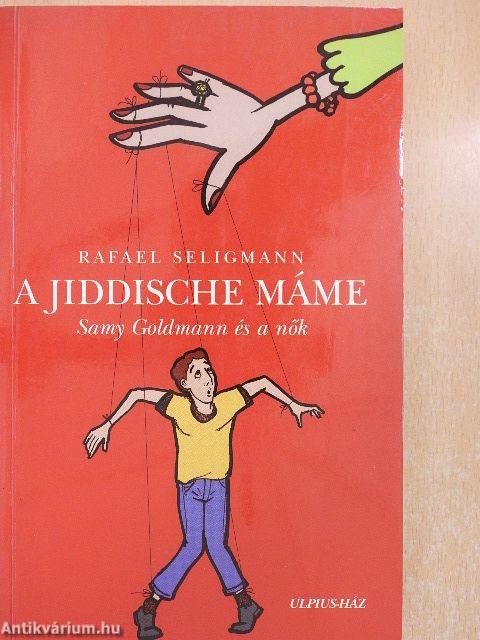 RAFAEL SELIGMANN
A JIDDISCHE MÁME
Samy Goldmann és a nők
ULPIUS-HÁZ
Antikvárium.hu